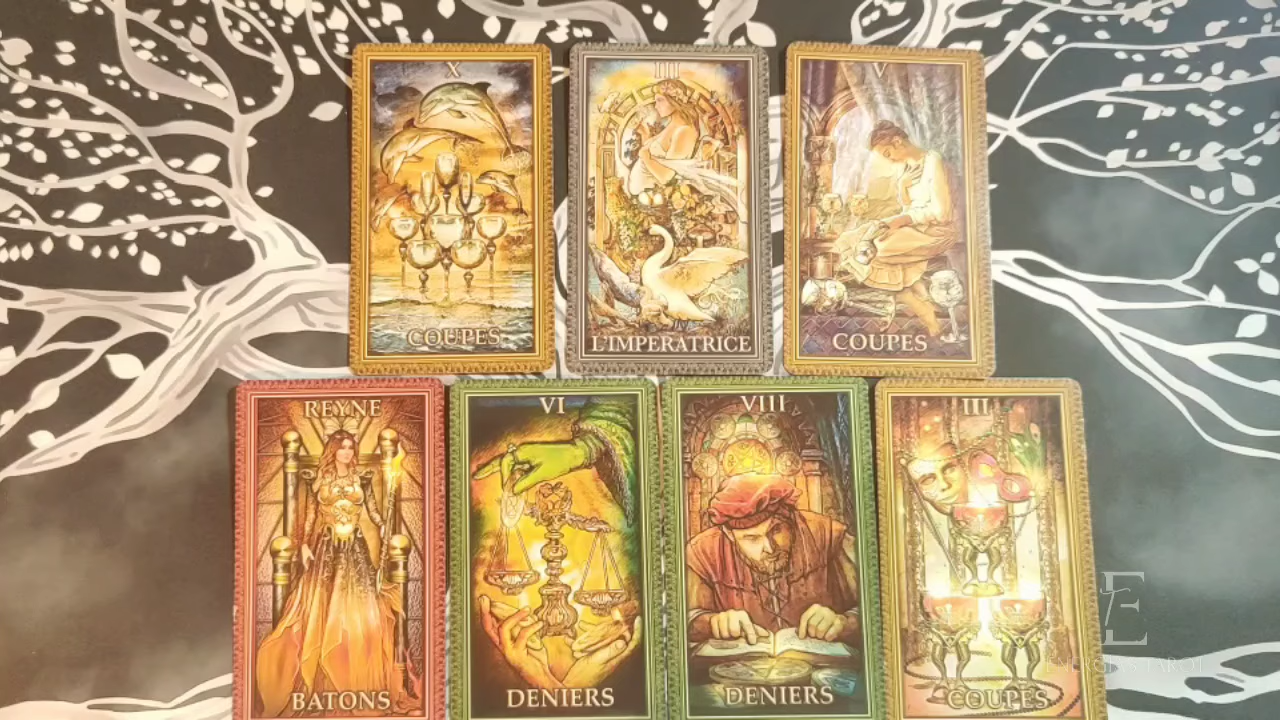 X
COUPES
III
L'IMPERATRICE
V
COUPES
REYNE
BATONS
VI
DENIERS
VIII
DENIERS
III
COUPES
E